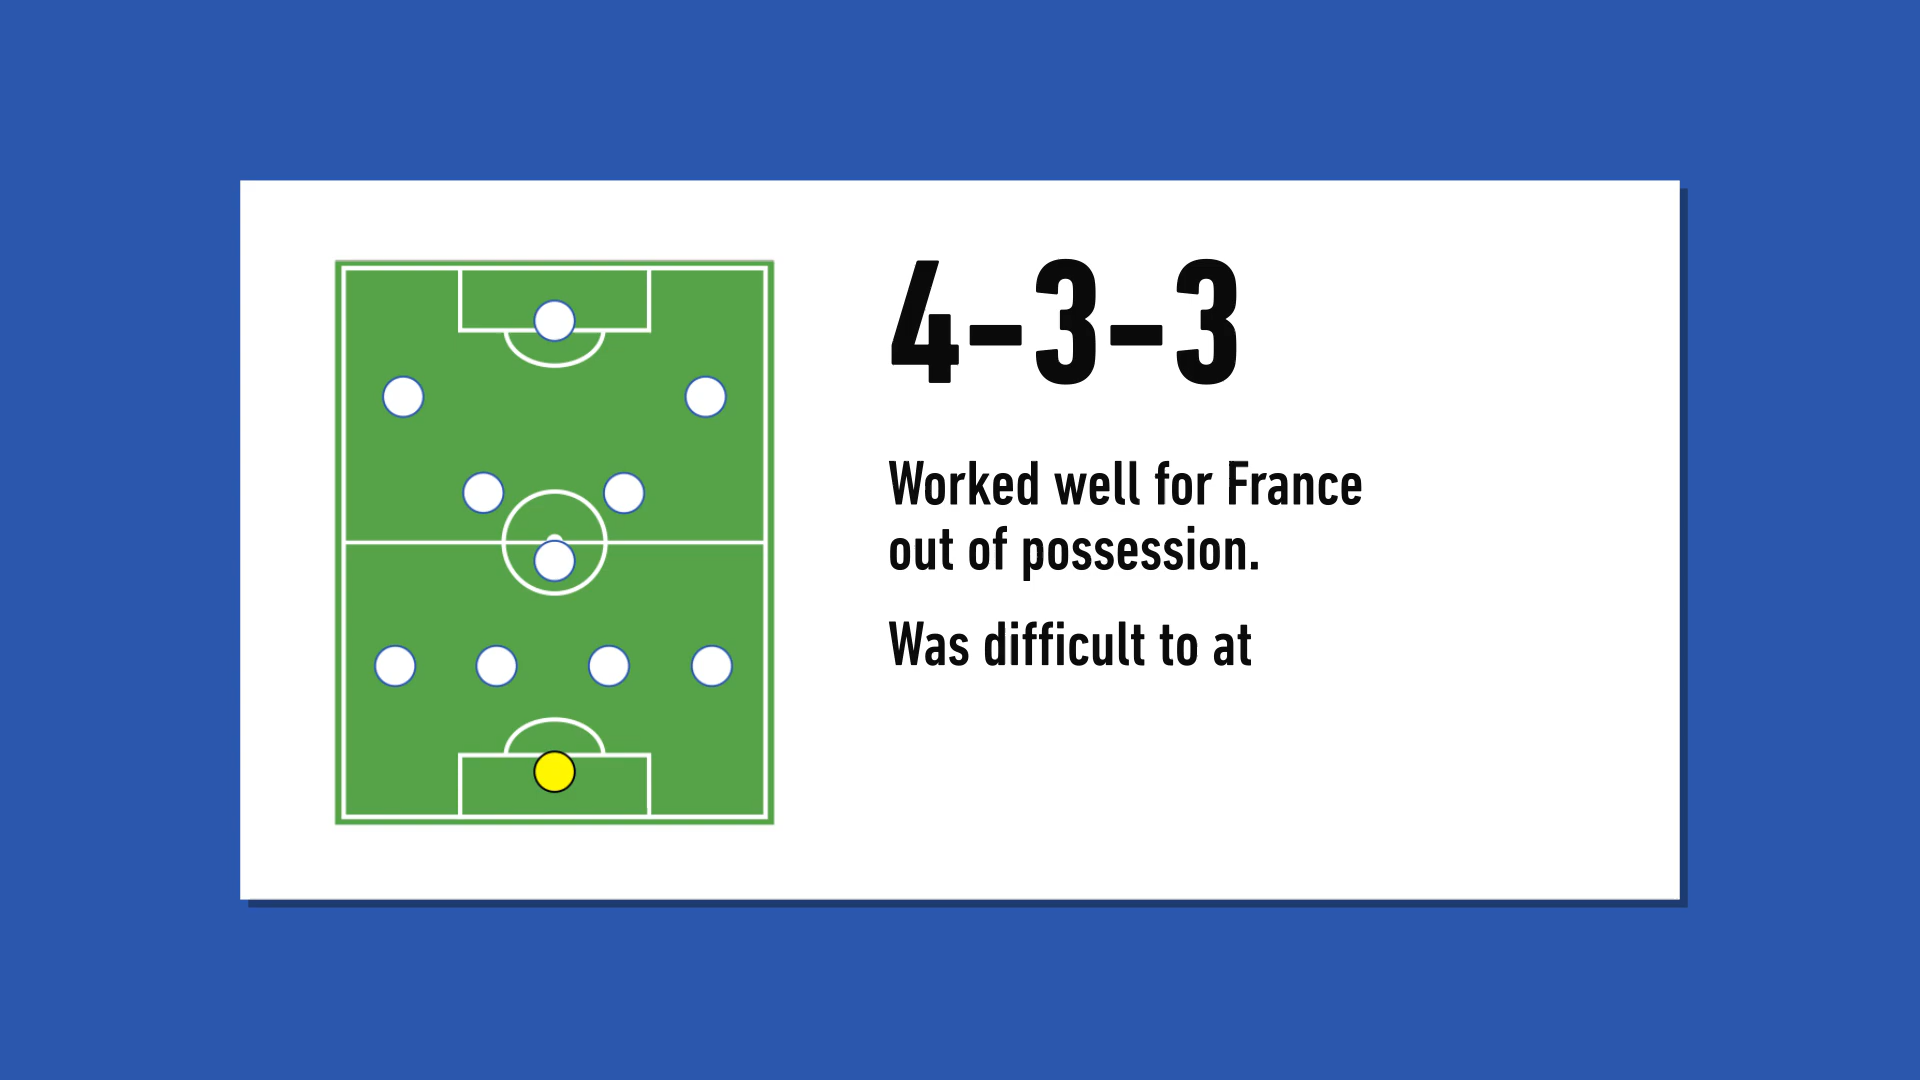 4-3-3
Worked well for France
out of possession.
Was difficult to at